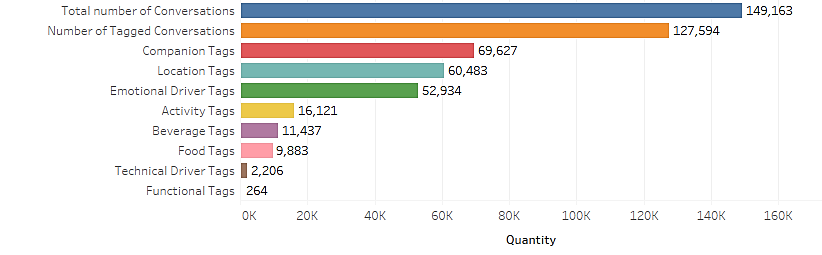 Total number of Conversations 149,163
Number of Tagged Conversations 127,594
Companion Tags 69,627
Location Tags 60,483
Emotional Driver Tags 52,934
Activity Tags 16,121
Beverage Tags 11,437
Food Tags 9,883
Technical Driver Tags 2,206
Functional Tags 264
0K 20K 40K 60K 80K 100K 120K 140K 160K
Quantity